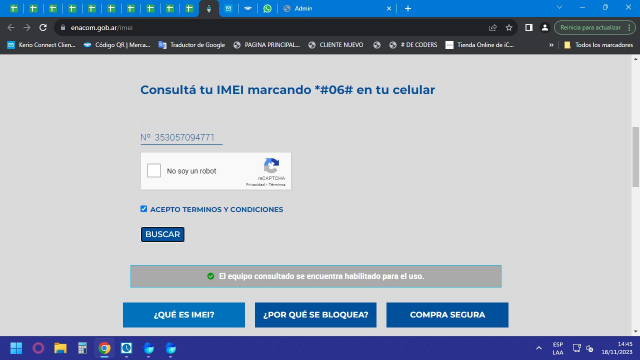 Admin
enacom.gob.ar/imei
Reinicia para actualizar
Kerio Connect Clien...
Código QR | Imea...
Traductor de Google
PAGINA PRINCIPAL...
CLIENTE NUEVO
# DE CODERS
Tienda Online de iC...
Todos los marcadores
Consultá tu IMEI marcando *#06# en tu celular
Nº 353057094771
No soy un robot
reCAPTCHA
Privacidad - Términos
ACEPTO TERMINOS Y CONDICIONES
BUSCAR
El equipo consultado se encuentra habilitado para el uso.
¿QUÉ ES IMEI?
¿POR QUÉ SE BLOQUEA?
COMPRA SEGURA
ESP
LAA
14:45
18/11/2023